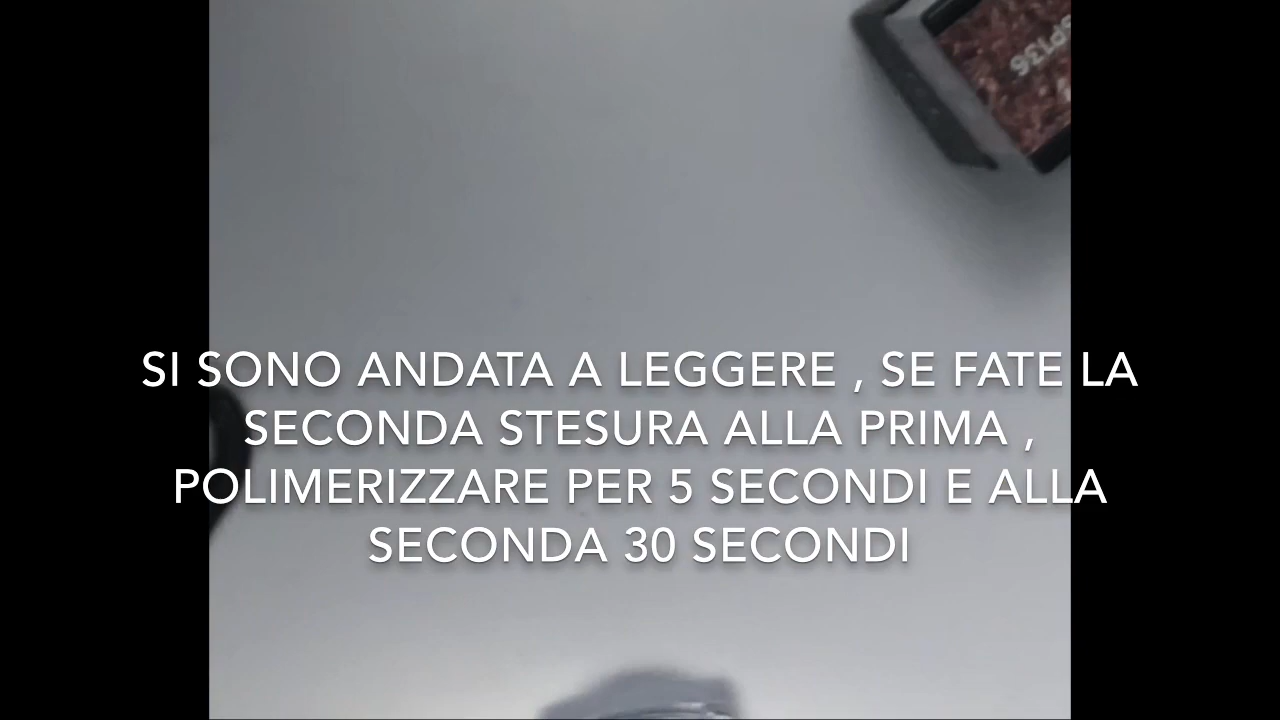 SP136
SI SONO ANDATA A LEGGERE , SE FATE LA
SECONDA STESURA ALLA PRIMA ,
POLIMERIZZARE PER 5 SECONDI E ALLA
SECONDA 30 SECONDI